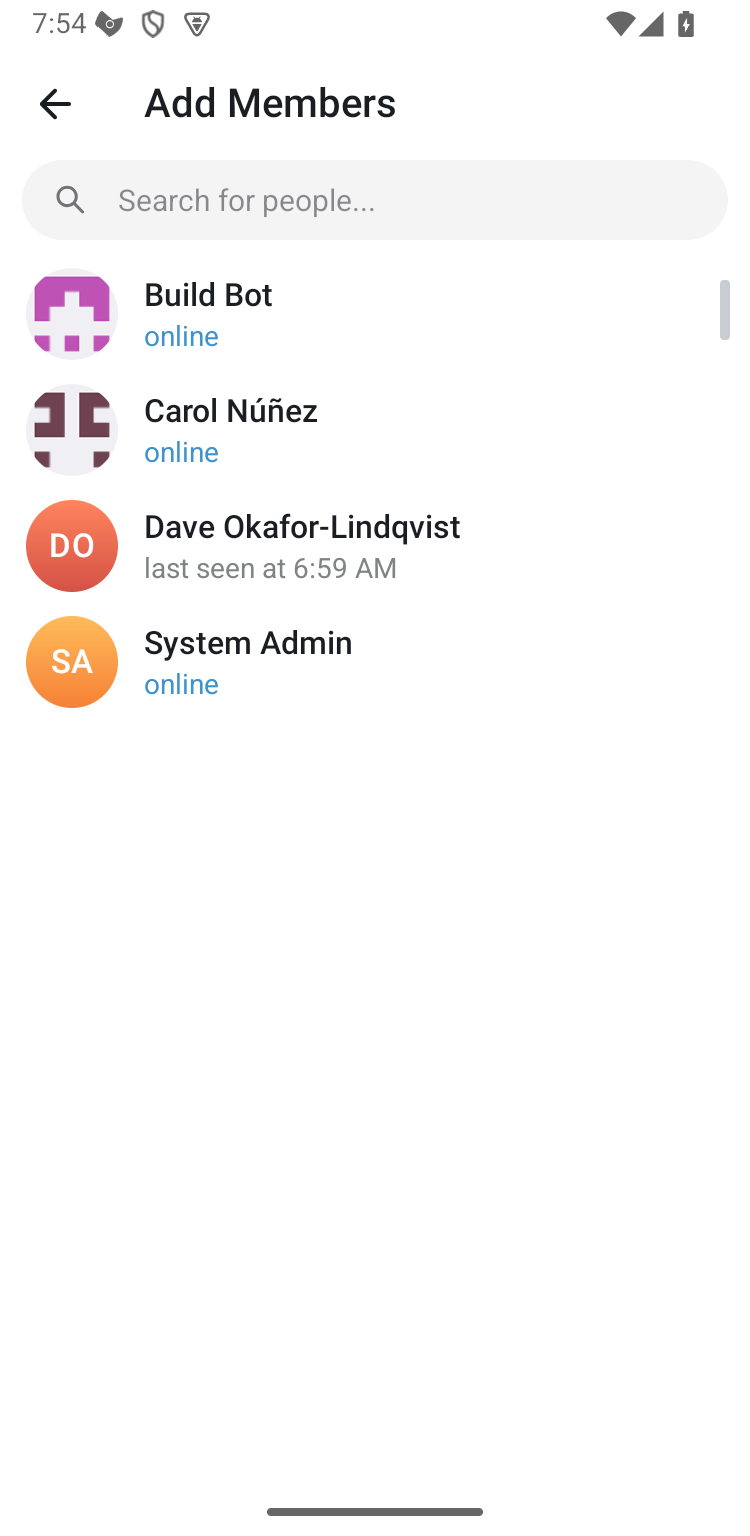 7:54
Add Members
Search for people...
Build Bot
online
Carol Núñez
online
DO
Dave Okafor-Lindqvist
last seen at 6:59 AM
SA
System Admin
online